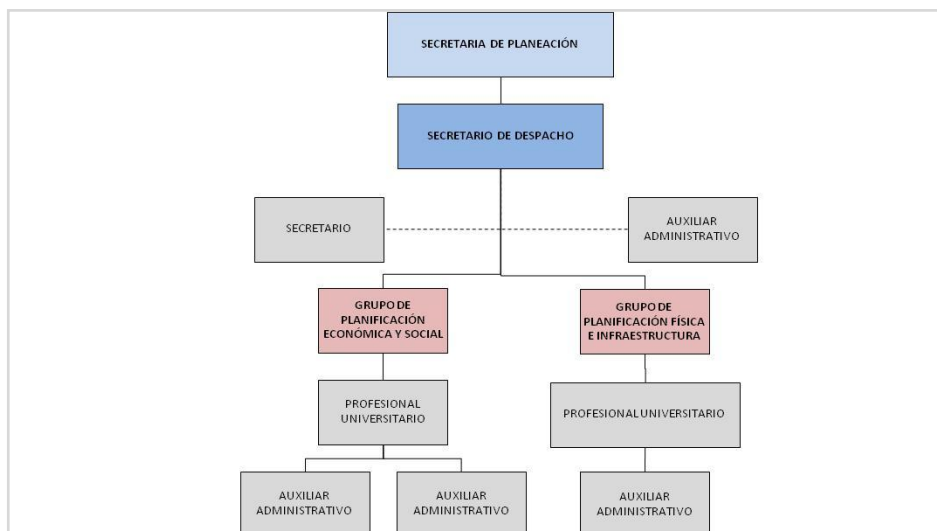 SECRETARIA DE PLANEACIÓN
SECRETARIO DE DESPACHO
SECRETARIO
AUXILIAR
ADMINISTRATIVO
GRUPO DE
PLANIFICACIÓN
ECONÓMICA Y SOCIAL
GRUPO DE
PLANIFICACIÓN FÍSICA
E INFRAESTRUCTURA
PROFESIONAL
UNIVERSITARIO
PROFESIONAL UNIVERSITARIO
AUXILIAR
ADMINISTRATIVO
AUXILIAR
ADMINISTRATIVO
AUXILIAR
ADMINISTRATIVO